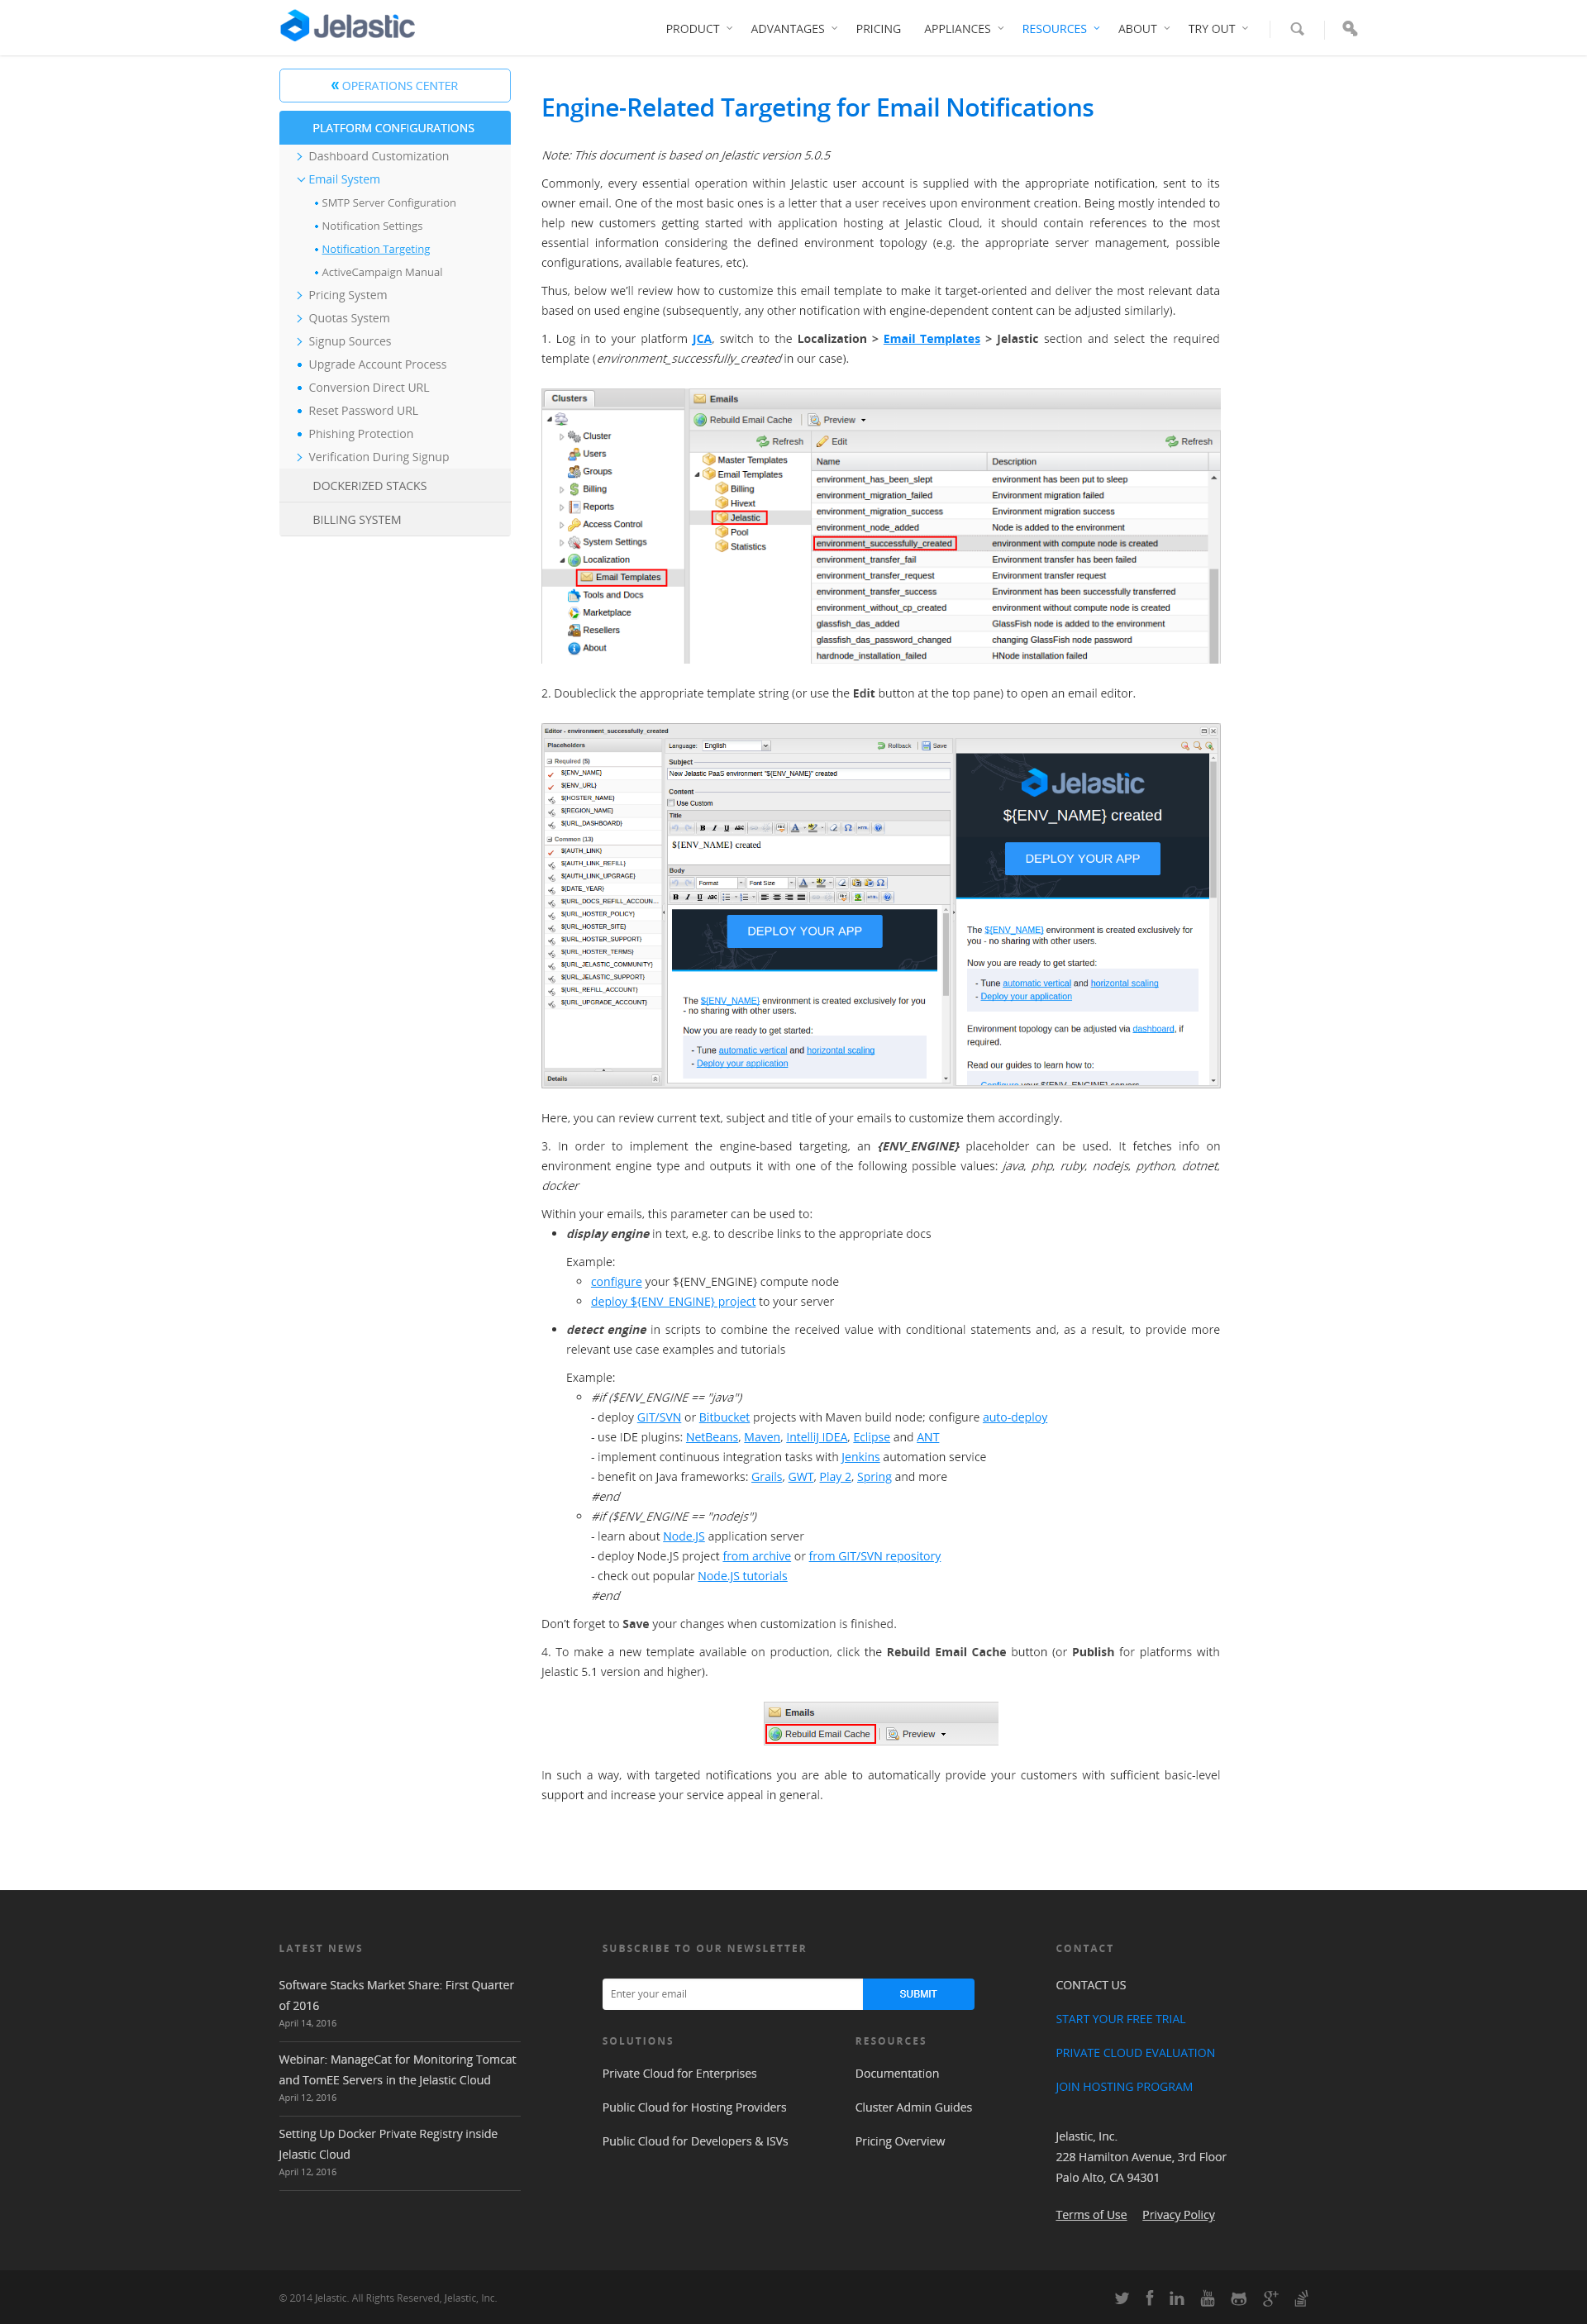 Jelastic
PRODUCT
ADVANTAGES
PRICING
APPLIANCES
RESOURCES
ABOUT
TRY OUT
« OPERATIONS CENTER
PLATFORM CONFIGURATIONS
Dashboard Customization
Email System
SMTP Server Configuration
Notification Settings
Notification Targeting
ActiveCampaign Manual
Pricing System
Quotas System
Signup Sources
Upgrade Account Process
Conversion Direct URL
Reset Password URL
Phishing Protection
Verification During Signup
DOCKERIZED STACKS
BILLING SYSTEM
Engine-Related Targeting for Email Notifications
Note: This document is based on Jelastic version 5.0.5
Commonly, every essential operation within Jelastic user account is supplied with the appropriate notification, sent to its
owner email. One of the most basic ones is a letter that a user receives upon environment creation. Being mostly intended to
help new customers getting started with application hosting at Jelastic Cloud, it should contain references to the most
essential information considering the defined environment topology (e.g. the appropriate server management, possible
configurations, available features, etc).
Thus, below we'll review how to customize this email template to make it target-oriented and deliver the most relevant data
based on used engine (subsequently, any other notification with engine-dependent content can be adjusted similarly).
1. Log in to your platform JCA, switch to the Localization > Email Templates > Jelastic section and select the required
template (environment_successfully_created in our case).
Clusters
Cluster
Users
Groups
Billing
Reports
Access Control
System Settings
Localization
Email Templates
Tools and Docs
Marketplace
Resellers
About
Emails
Rebuild Email Cache
Preview
Refresh
Master Templates
Email Templates
Billing
Hivext
Jelastic
Pool
Statistics
Edit
Refresh
Name Description
environment_has_been_slept environment has been put to sleep
environment_migration_failed Environment migration failed
environment_migration_success Environment migration success
environment_node_added Node is added to the environment
environment_successfully_created environment with compute node is created
environment_transfer_fail Environment transfer has been failed
environment_transfer_request Environment transfer request
environment_transfer_success Environment has been successfully transferred
environment_without_cp_created environment without compute node is created
glassfish_das_added GlassFish node is added to the environment
glassfish_das_password_changed changing GlassFish node password
hardnode_installation_failed HNode installation failed
2. Doubleclick the appropriate template string (or use the Edit button at the top pane) to open an email editor.
Editor - environment_successfully_created
Placeholders
Required (5)
${ENV_NAME}
${ENV_URL}
${HOSTER_NAME}
${REGION_NAME}
${URL_DASHBOARD}
Common (13)
${AUTH_LINK}
${AUTH_LINK_REFILL}
${AUTH_LINK_UPGRADE}
${DATE_YEAR}
${URL_DOCS_REFILL_ACCOUN...
${URL_HOSTER_POLICY}
${URL_HOSTER_SITE}
${URL_HOSTER_SUPPORT}
${URL_HOSTER_TERMS}
${URL_JELASTIC_COMMUNITY}
${URL_JELASTIC_SUPPORT}
${URL_REFILL_ACCOUNT}
${URL_UPGRADE_ACCOUNT}
Details
Language: English
Rollback
Save
Subject
New Jelastic PaaS environment "${ENV_NAME}" created
Content
Use Custom
Title
${ENV_NAME} created
Body
Format
Font Size
DEPLOY YOUR APP
The ${ENV_NAME} environment is created exclusively for you
- no sharing with other users.
Now you are ready to get started:
- Tune automatic vertical and horizontal scaling
- Deploy your application
Jelastic
${ENV_NAME} created
DEPLOY YOUR APP
The ${ENV_NAME} environment is created exclusively for
you - no sharing with other users.
Now you are ready to get started:
- Tune automatic vertical and horizontal scaling
- Deploy your application
Environment topology can be adjusted via dashboard, if
required.
Read our guides to learn how to:
- Configure your ${ENV_ENGINE} servers
Here, you can review current text, subject and title of your emails to customize them accordingly.
3. In order to implement the engine-based targeting, an {ENV_ENGINE} placeholder can be used. It fetches info on
environment engine type and outputs it with one of the following possible values: java, php, ruby, nodejs, python, dotnet,
docker
Within your emails, this parameter can be used to:
• display engine in text, e.g. to describe links to the appropriate docs
Example:
configure your ${ENV_ENGINE} compute node
deploy ${ENV_ENGINE} project to your server
• detect engine in scripts to combine the received value with conditional statements and, as a result, to provide more
relevant use case examples and tutorials
Example:
#if ($ENV_ENGINE == "java")
- deploy GIT/SVN or Bitbucket projects with Maven build node; configure auto-deploy
- use IDE plugins: NetBeans, Maven, IntelliJ IDEA, Eclipse and ANT
- implement continuous integration tasks with Jenkins automation service
- benefit on Java frameworks: Grails, GWT, Play 2, Spring and more
#end
#if ($ENV_ENGINE == "nodejs")
- learn about Node.JS application server
- deploy Node.JS project from archive or from GIT/SVN repository
- check out popular Node.JS tutorials
#end
Don't forget to Save your changes when customization is finished.
4. To make a new template available on production, click the Rebuild Email Cache button (or Publish for platforms with
Jelastic 5.1 version and higher).
Emails
Rebuild Email Cache
Preview
In such a way, with targeted notifications you are able to automatically provide your customers with sufficient basic-level
support and increase your service appeal in general.
LATEST NEWS
Software Stacks Market Share: First Quarter
of 2016
April 14, 2016
Webinar: ManageCat for Monitoring Tomcat
and TomEE Servers in the Jelastic Cloud
April 12, 2016
Setting Up Docker Private Registry inside
Jelastic Cloud
April 12, 2016
SUBSCRIBE TO OUR NEWSLETTER
Enter your email
SUBMIT
SOLUTIONS
Private Cloud for Enterprises
Public Cloud for Hosting Providers
Public Cloud for Developers & ISVs
RESOURCES
Documentation
Cluster Admin Guides
Pricing Overview
CONTACT
CONTACT US
START YOUR FREE TRIAL
PRIVATE CLOUD EVALUATION
JOIN HOSTING PROGRAM
Jelastic, Inc.
228 Hamilton Avenue, 3rd Floor
Palo Alto, CA 94301
Terms of Use Privacy Policy
© 2014 Jelastic. All Rights Reserved, Jelastic, Inc.